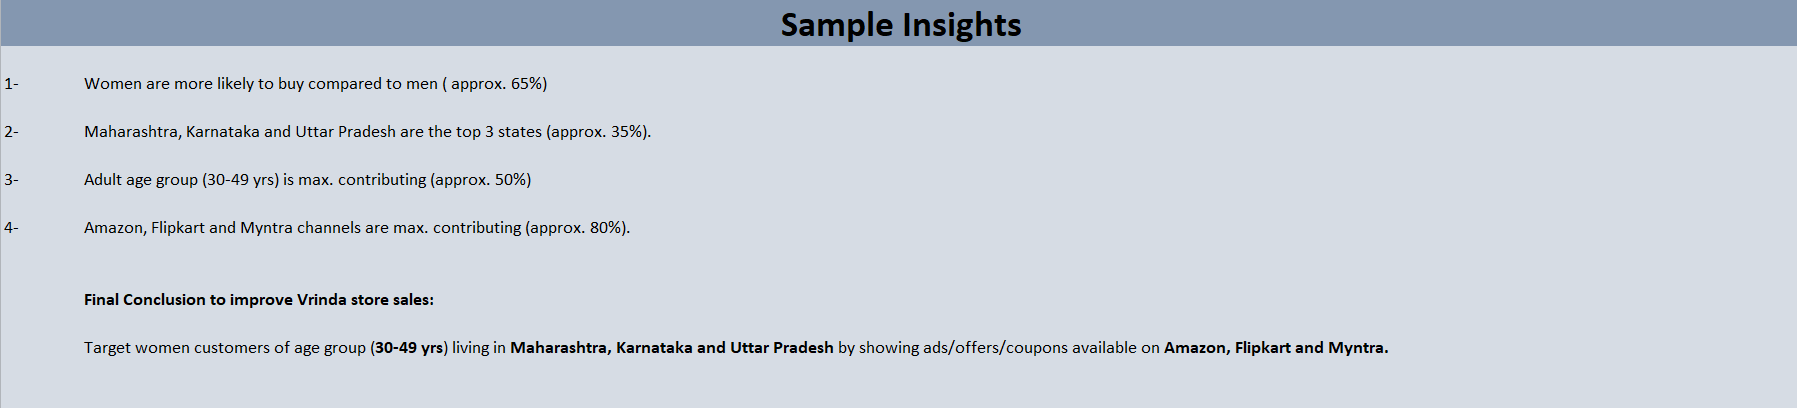 Sample Insights
1- Women are more likely to buy compared to men ( approx. 65%)
2- Maharashtra, Karnataka and Uttar Pradesh are the top 3 states (approx. 35%).
3- Adult age group (30-49 yrs) is max. contributing (approx. 50%)
4- Amazon, Flipkart and Myntra channels are max. contributing (approx. 80%).
Final Conclusion to improve Vrinda store sales:
Target women customers of age group (30-49 yrs) living in Maharashtra, Karnataka and Uttar Pradesh by showing ads/offers/coupons available on Amazon, Flipkart and Myntra.